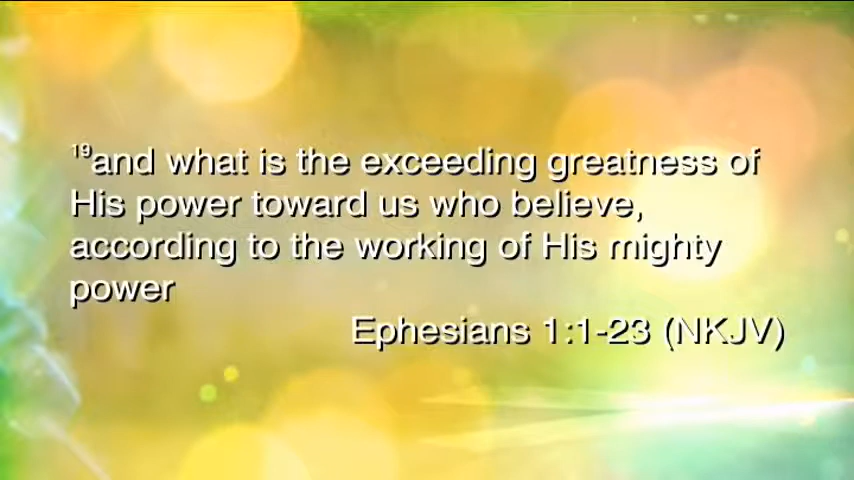 19and what is the exceeding greatness of
His power toward us who believe,
according to the working of His mighty
power
Ephesians 1:1-23 (NKJV)